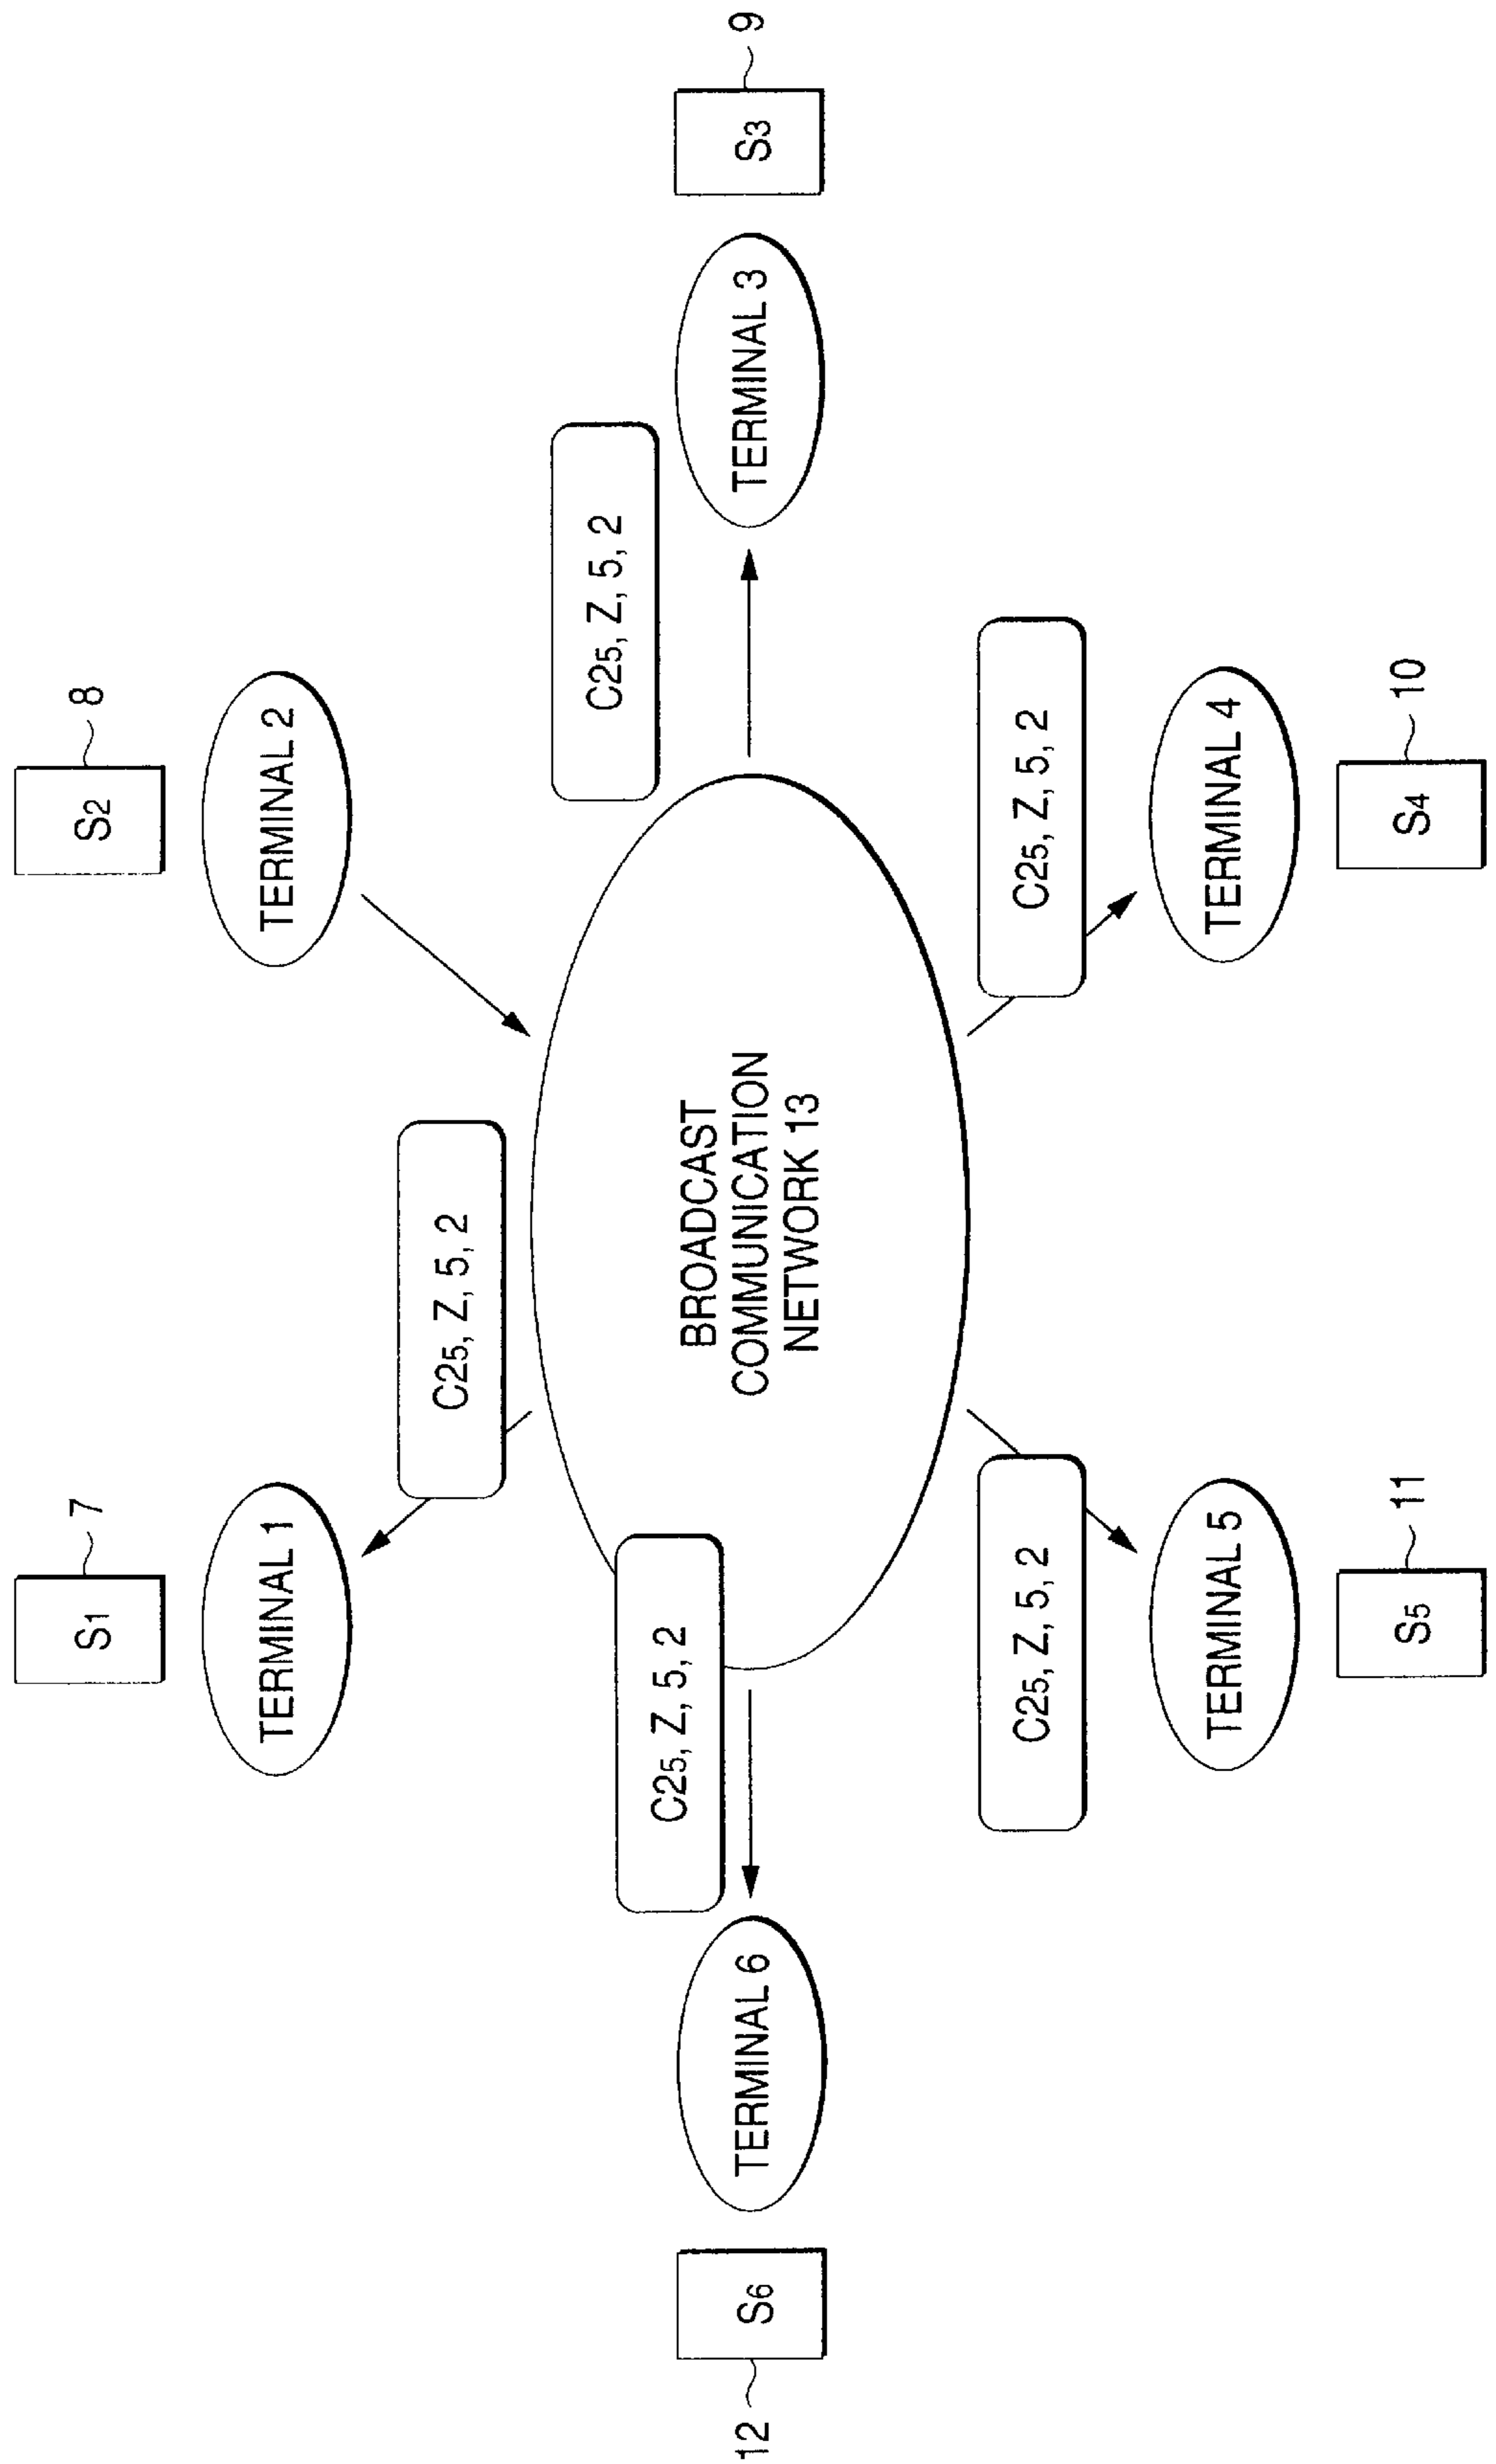 7
S1
TERMINAL 1
8
S2
TERMINAL 2
C25, Z, 5, 2
C25, Z, 5, 2
12
S6
TERMINAL 6
C25, Z, 5, 2
BROADCAST
COMMUNICATION
NETWORK 13
TERMINAL 3
S3
9
C25, Z, 5, 2
C25, Z, 5, 2
TERMINAL 5
S5
11
TERMINAL 4
S4
10